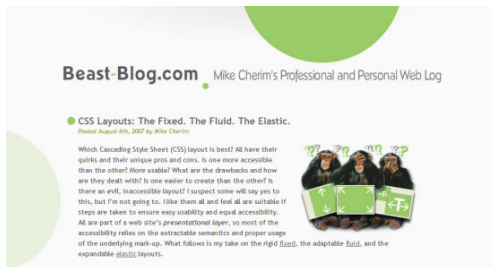 Beast-Blog.com Mike Cherim's Professional and Personal Web Log
CSS Layouts: The Fixed. The Fluid. The Elastic.
Posted August 6th, 2007 by Mike Cherim
Which Cascading Style Sheet (CSS) layout is best? All have their
quirks and their unique pros and cons. Is one more accessible
than the other? More usable? What are the drawbacks and how
are they dealt with? Is one easier to create than the other? Is
there an evil, inaccessible layout? I suspect some will say yes to
this, but I'm not going to. I like them all and feel all are suitable if
steps are taken to ensure easy usability and equal accessibility.
All are part of a web site's presentational layer, so most of the
accessibility relies on the extractable semantics and proper usage
of the underlying mark-up. What follows is my take on the rigid fixed, the adaptable fluid, and the
expandable elastic layouts.
??? ??? ???
T